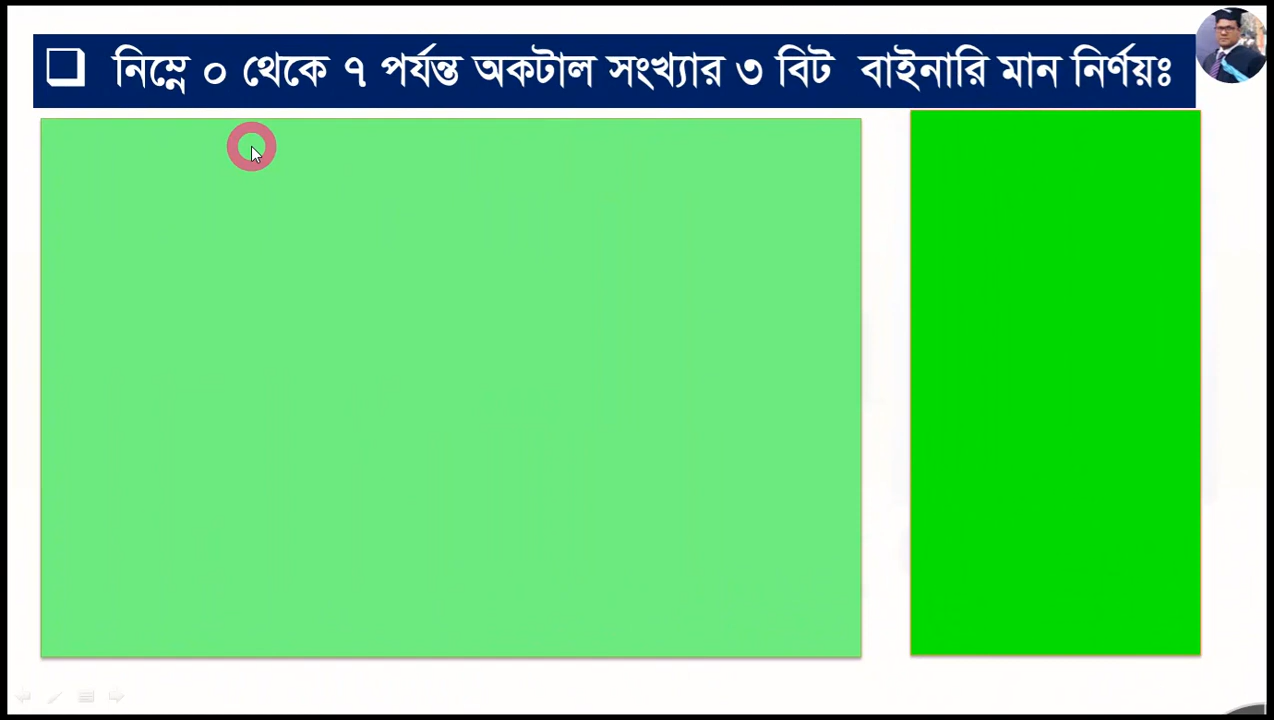 নিম্নে ০ থেকে ৭ পর্যন্ত অকটাল সংখ্যার ৩ বিট বাইনারি মান নির্ণয়ঃ